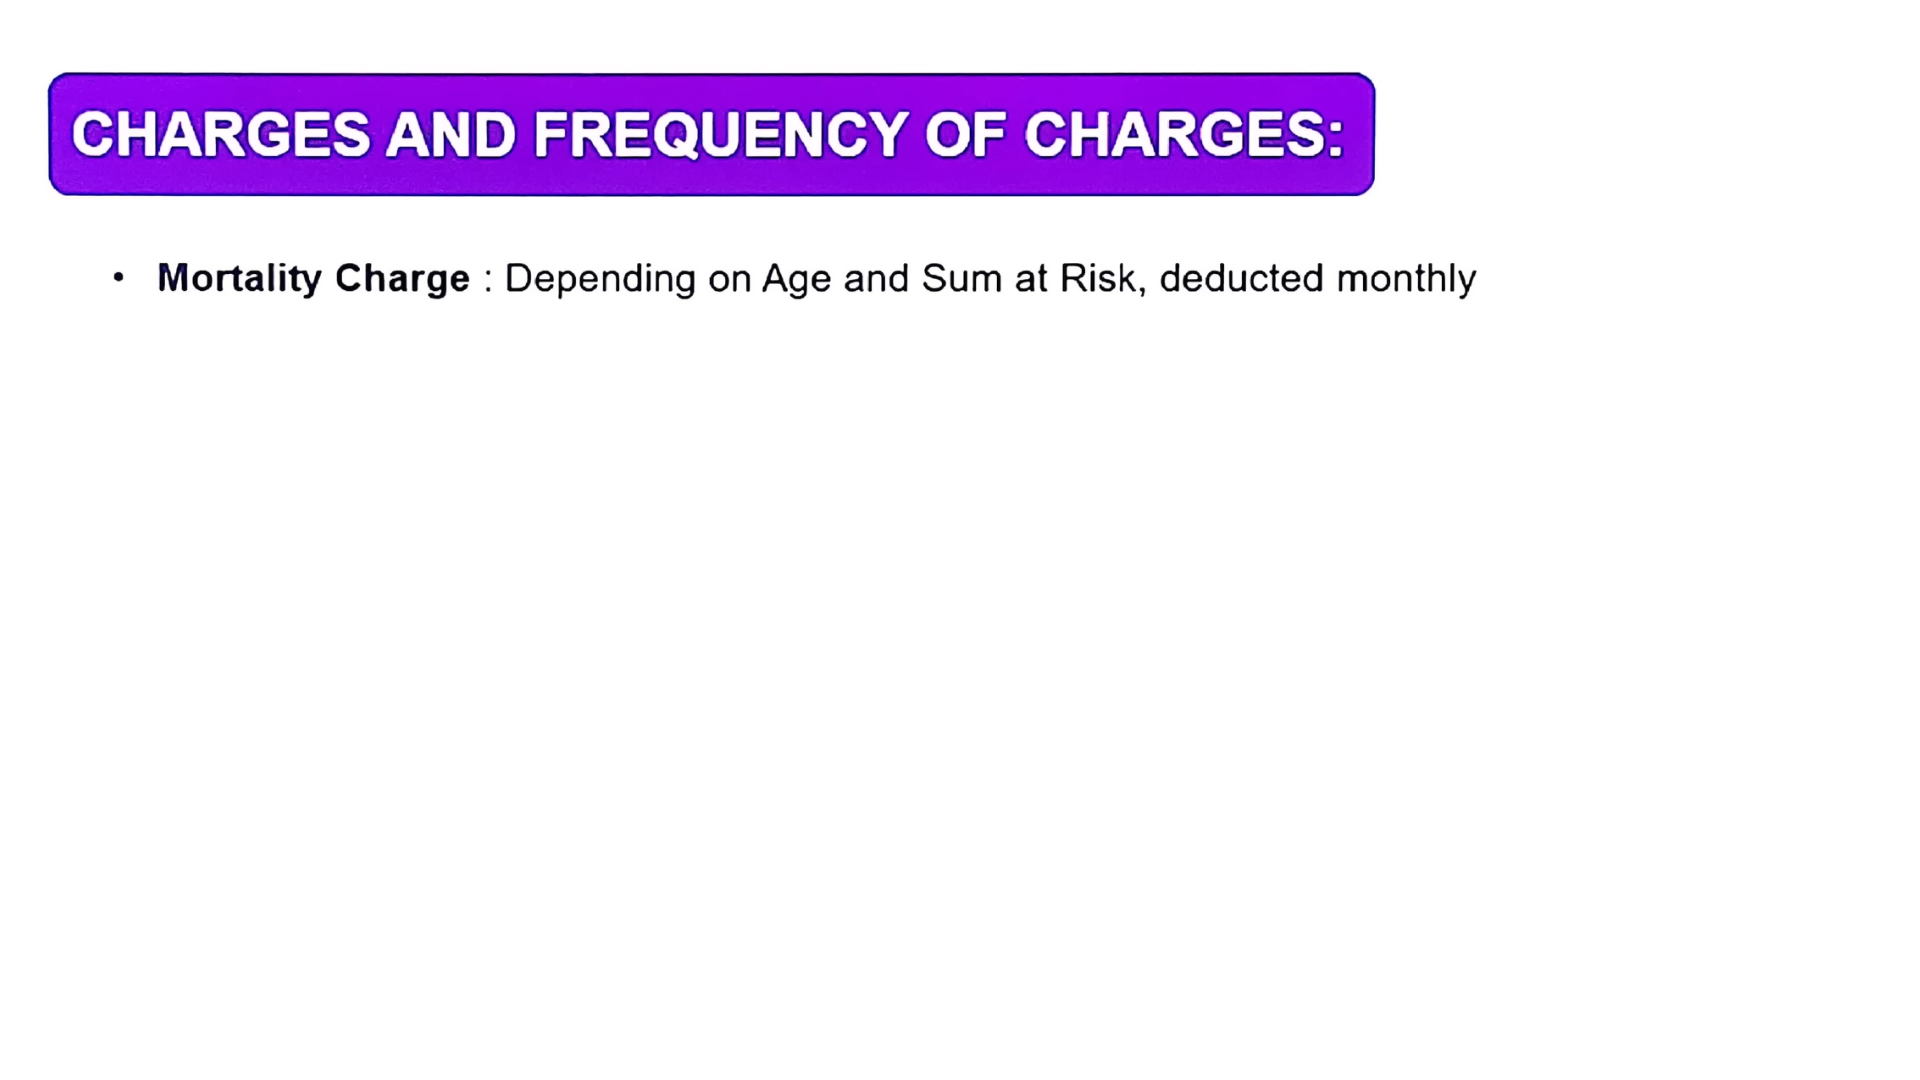 CHARGES AND FREQUENCY OF CHARGES:
• Mortality Charge : Depending on Age and Sum at Risk, deducted monthly